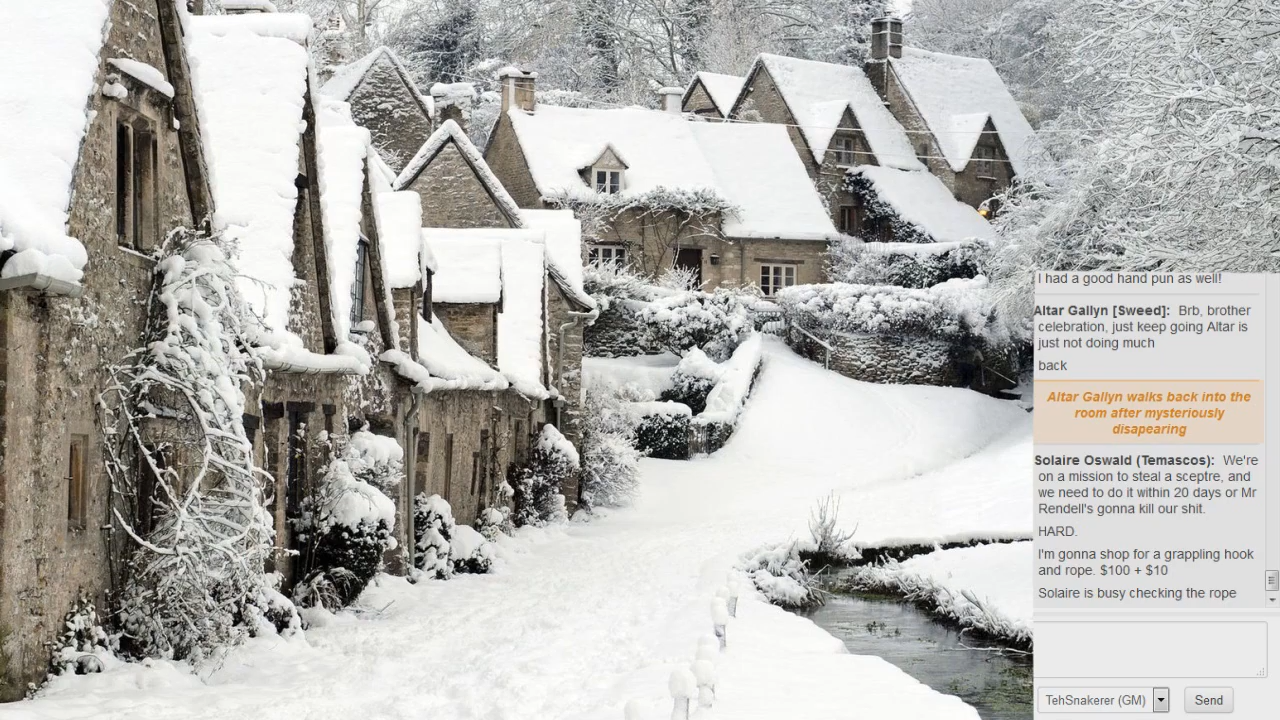 I had a good hand pun as well!
Altar Gallyn [Sweed]: Brb, brother
celebration, just keep going Altar is
just not doing much
back
Altar Gallyn walks back into the
room after mysteriously
disapearing
Solaire Oswald (Temascos): We're
on a mission to steal a sceptre, and
we need to do it within 20 days or Mr
Rendell's gonna kill our shit.
HARD.
I'm gonna shop for a grappling hook
and rope. $100 + $10
Solaire is busy checking the rope
TehSnakerer (GM)
Send